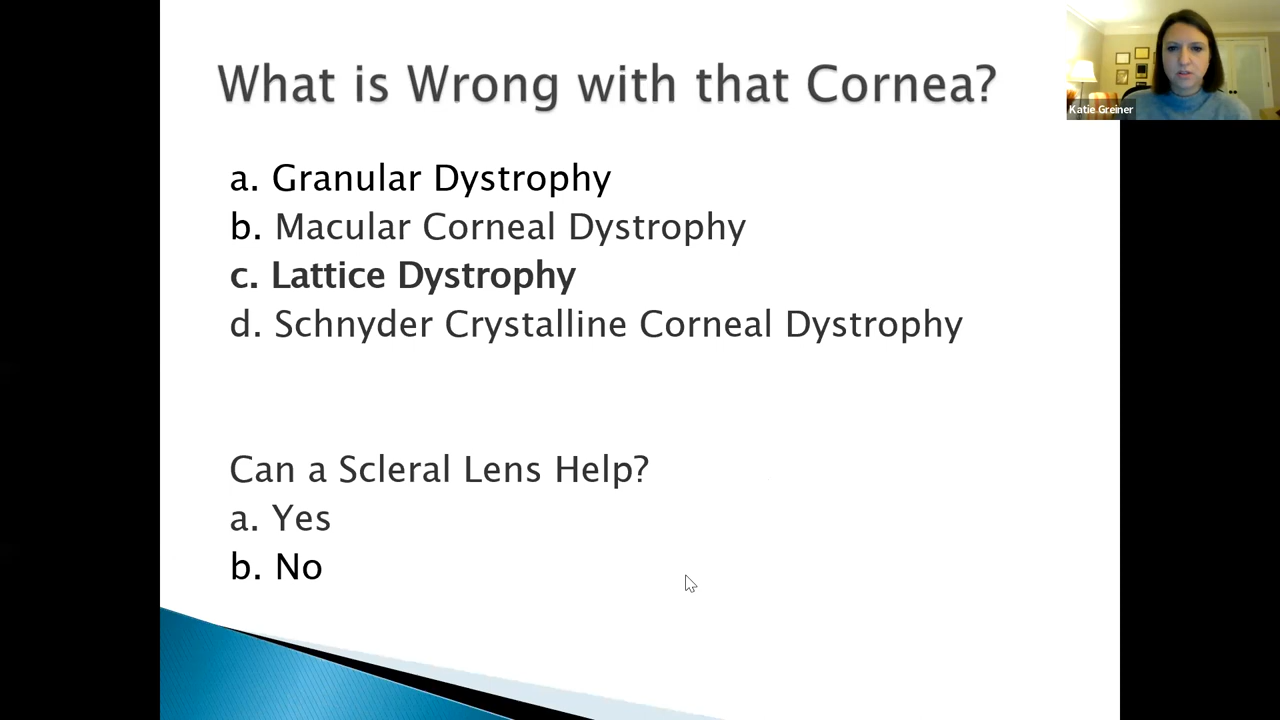 What is Wrong with that Cornea?
Katie Greiner
a. Granular Dystrophy
b. Macular Corneal Dystrophy
c. Lattice Dystrophy
d. Schnyder Crystalline Corneal Dystrophy
Can a Scleral Lens Help?
a. Yes
b. No